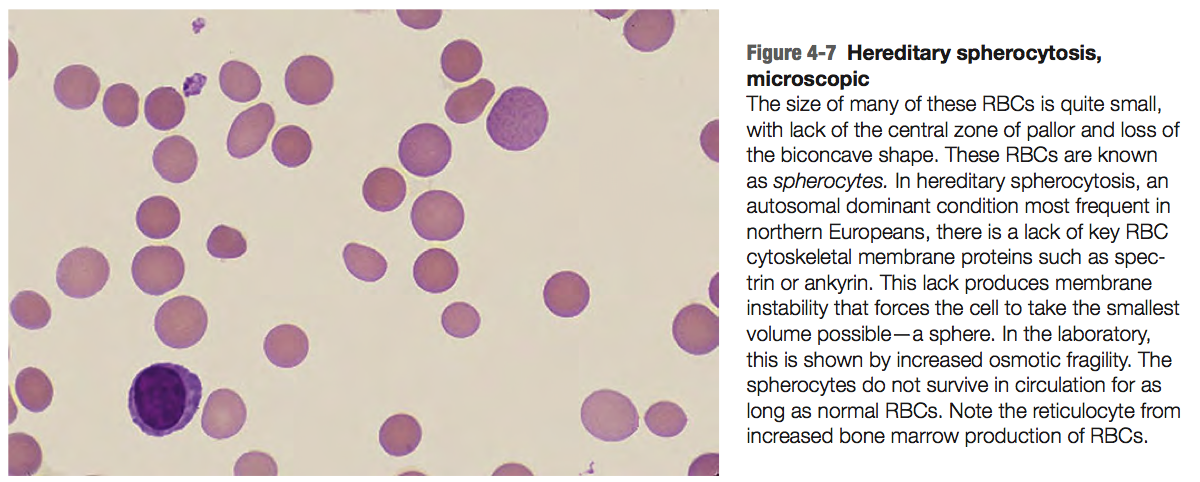 Figure 4-7 Hereditary spherocytosis,
microscopic
The size of many of these RBCs is quite small,
with lack of the central zone of pallor and loss of
the biconcave shape. These RBCs are known
as spherocytes. In hereditary spherocytosis, an
autosomal dominant condition most frequent in
northern Europeans, there is a lack of key RBC
cytoskeletal membrane proteins such as spec-
trin or ankyrin. This lack produces membrane
instability that forces the cell to take the smallest
volume possible—a sphere. In the laboratory,
this is shown by increased osmotic fragility. The
spherocytes do not survive in circulation for as
long as normal RBCs. Note the reticulocyte from
increased bone marrow production of RBCs.